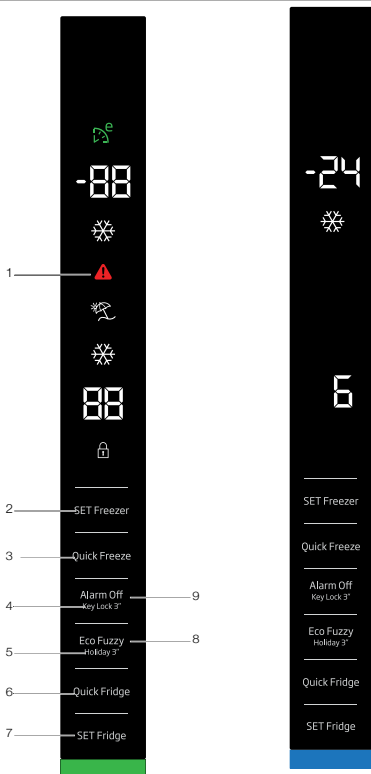 e
-88
1
88
2
SET Freezer
3
Quick Freeze
Alarm Off
9
4
Key Lock 3"
Eco Fuzzy
8
5
Holiday 3"
6
Quick Fridge
7
SET Fridge
-24
6
SET Freezer
Quick Freeze
Alarm Off
Key Lock 3"
Eco Fuzzy
Holiday 3"
Quick Fridge
SET Fridge